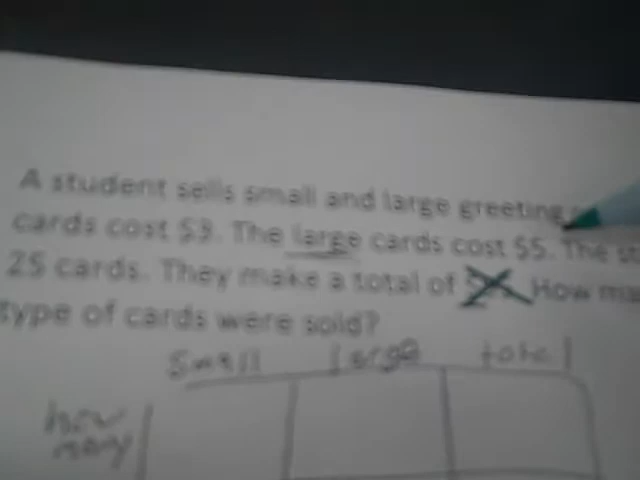 A student sells small and large greeting
cards cost $3. The large cards cost $5. The
25 cards. They make a total of How
type of cards were sold?
small large total
how
many